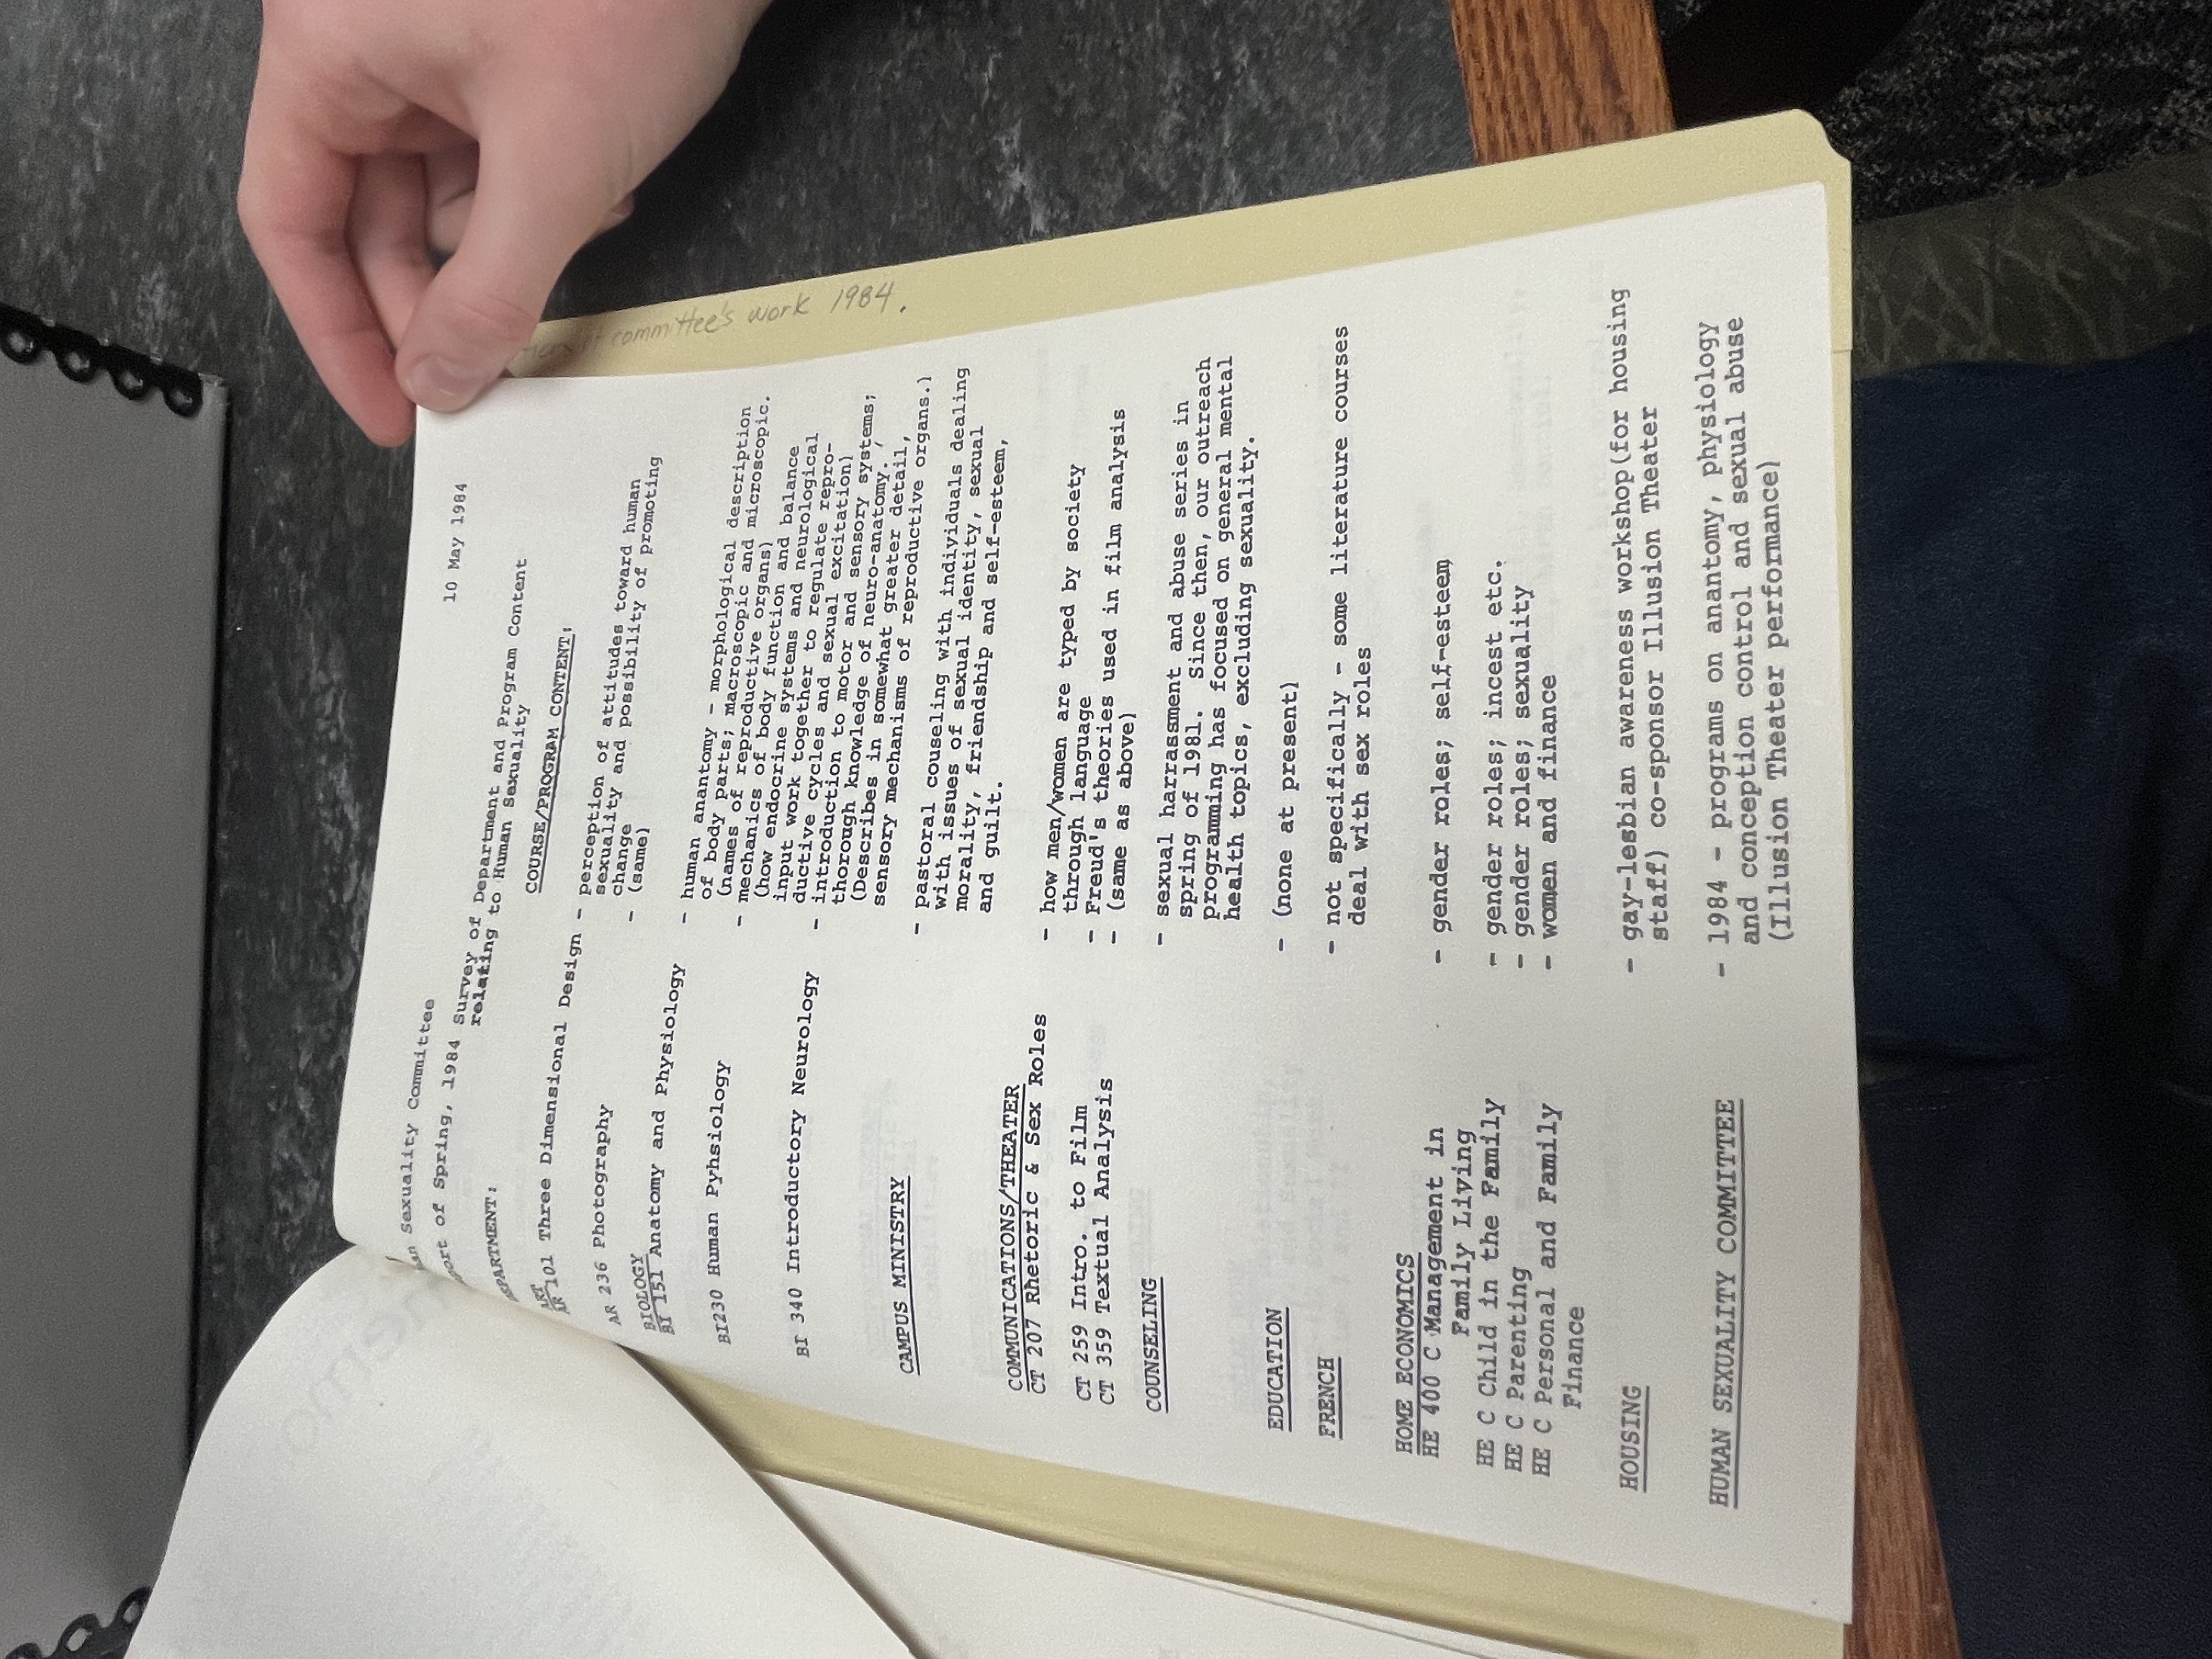 committee's work 1984.
10 May 1984
Sexuality Committee
of Spring, 1984 Survey of Department and Program Content
relating to Human Sexuality
COURSE/PROGRAM CONTENT:
ART
AR 101 Three Dimensional Design - perception of attitudes toward human
sexuality and possibility of promoting
change
AR 236 Photography - (same)
BIOLOGY
BI 151 Anatomy and Physiology - human anantomy - morphological description
of body parts; macroscopic and microscopic.
(names of reproductive organs)
BI230 Human Pyhsiology - mechanics of body function and balance
(how endocrine systems and neurological
input work together to regulate repro-
ductive cycles and sexual excitation)
BI 340 Introductory Neurology - introduction to motor and sensory systems;
thorough knowledge of neuro-anatomy.
(Describes in somewhat greater detail,
sensory mechanisms of reproductive organs.)
CAMPUS MINISTRY - pastoral couseling with individuals dealing
with issues of sexual identity, sexual
morality, friendship and self-esteem,
and guilt.
COMMUNICATIONS/THEATER
CT 207 Rhetoric & Sex Roles - how men/women are typed by society
through language
CT 259 Intro. to Film - Freud's theories used in film analysis
CT 359 Textual Analysis - (same as above)
COUNSELING - sexual harrassment and abuse series in
spring of 1981. Since then, our outreach
programming has focused on general mental
health topics, excluding sexuality.
EDUCATION - (none at present)
FRENCH - not specifically - some literature courses
deal with sex roles
HOME ECONOMICS
HE 400 C Management in - gender roles; self-esteem
Family Living
HE C Child in the Family - gender roles; incest etc.
HE C Parenting - gender roles; sexuality
HE C Personal and Family - women and finance
Finance
HOUSING - gay-lesbian awareness workshop(for housing
staff) co-sponsor Illusion Theater
HUMAN SEXUALITY COMMITTEE - 1984 - programs on anantomy, physiology
and conception control and sexual abuse
(Illusion Theater performance)